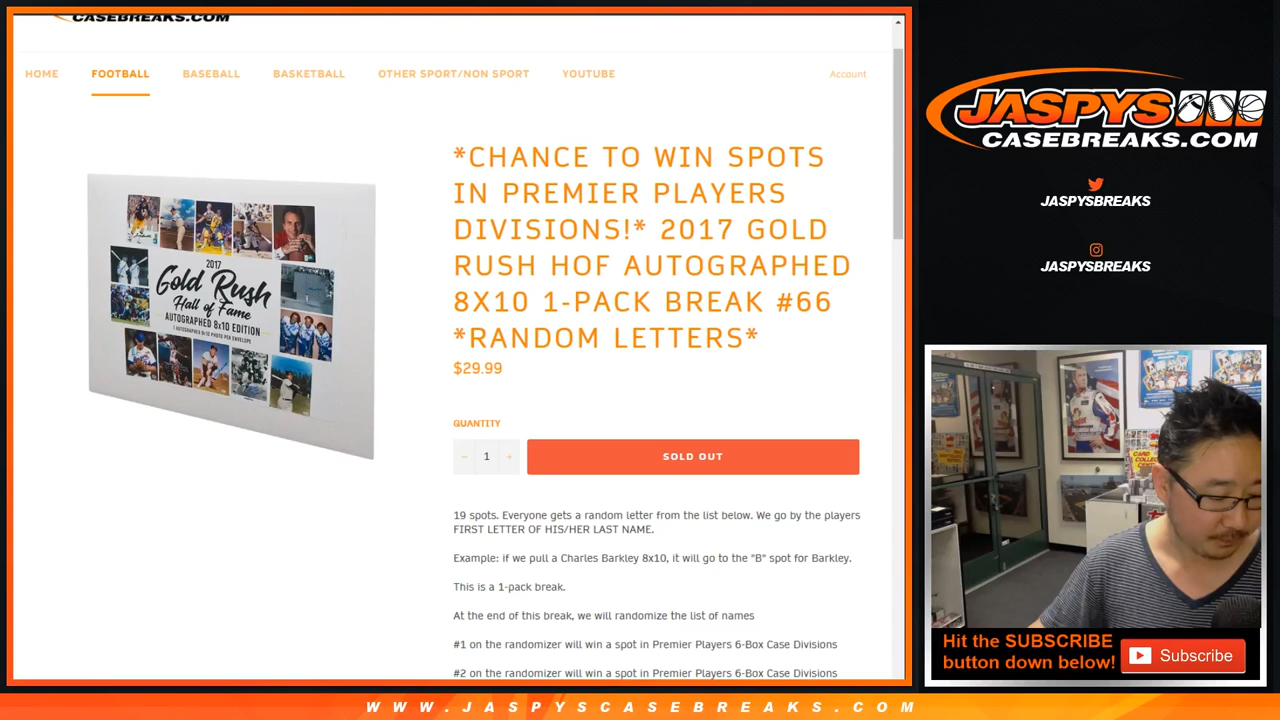 CASEBREAKS.COM
HOME FOOTBALL BASEBALL BASKETBALL OTHER SPORT/NON SPORT YOUTUBE Account
*CHANCE TO WIN SPOTS
IN PREMIER PLAYERS
DIVISIONS!* 2017 GOLD
RUSH HOF AUTOGRAPHED
8X10 1-PACK BREAK #66
*RANDOM LETTERS*
$29.99
QUANTITY
− 1 +
SOLD OUT
19 spots. Everyone gets a random letter from the list below. We go by the players
FIRST LETTER OF HIS/HER LAST NAME.
Example: if we pull a Charles Barkley 8x10, it will go to the "B" spot for Barkley.
This is a 1-pack break.
At the end of this break, we will randomize the list of names
#1 on the randomizer will win a spot in Premier Players 6-Box Case Divisions
#2 on the randomizer will win a spot in Premier Players 6-Box Case Divisions
2017
Gold Rush
Hall of Fame
AUTOGRAPHED 8x10 EDITION
1 AUTOGRAPHED 8x10 PHOTO PER ENVELOPE
JASPYS
CASEBREAKS.COM
JASPYSBREAKS
JASPYSBREAKS
Hit the SUBSCRIBE
button down below!
Subscribe
WWW.JASPYSCASEBREAKS.COM